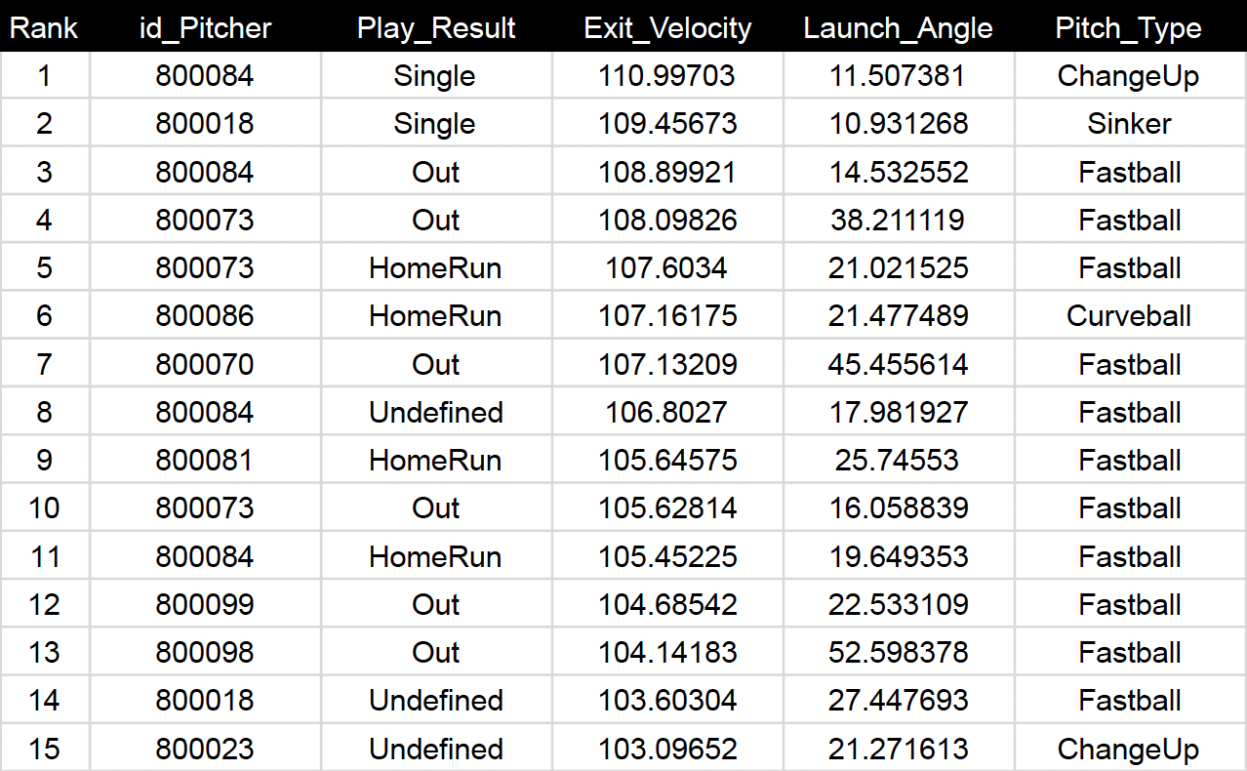 Rank id_Pitcher Play_Result Exit_Velocity Launch_Angle Pitch_Type
1 800084 Single 110.99703 11.507381 ChangeUp
2 800018 Single 109.45673 10.931268 Sinker
3 800084 Out 108.89921 14.532552 Fastball
4 800073 Out 108.09826 38.211119 Fastball
5 800073 HomeRun 107.6034 21.021525 Fastball
6 800086 HomeRun 107.16175 21.477489 Curveball
7 800070 Out 107.13209 45.455614 Fastball
8 800084 Undefined 106.8027 17.981927 Fastball
9 800081 HomeRun 105.64575 25.74553 Fastball
10 800073 Out 105.62814 16.058839 Fastball
11 800084 HomeRun 105.45225 19.649353 Fastball
12 800099 Out 104.68542 22.533109 Fastball
13 800098 Out 104.14183 52.598378 Fastball
14 800018 Undefined 103.60304 27.447693 Fastball
15 800023 Undefined 103.09652 21.271613 ChangeUp